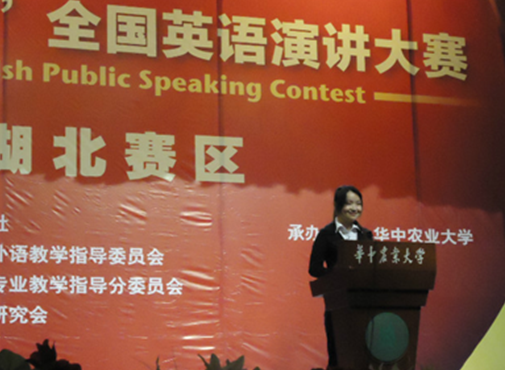 全国英语演讲大赛
sh Public Speaking Contest
湖北赛区
社
外语教学指导委员会
专业教学指导分委员会
研究会
承办 华中农业大学
华中农业大学